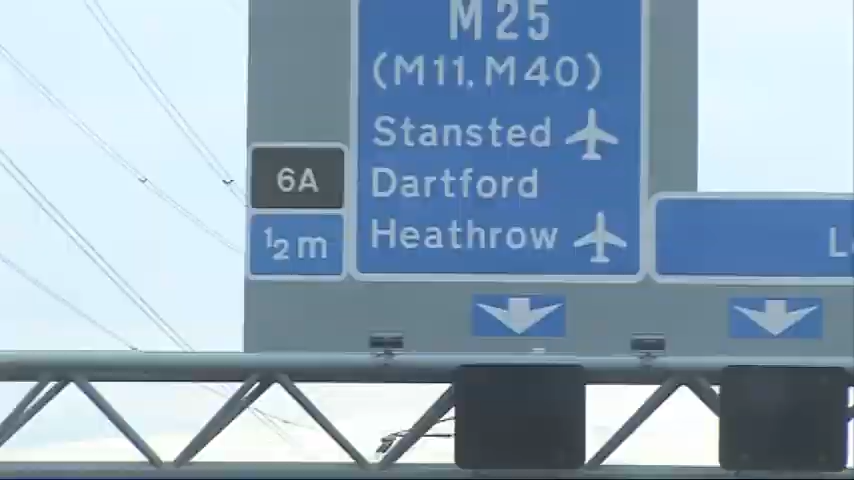 M25
(M11, M40)
Stansted
Dartford
Heathrow
6A
½ m